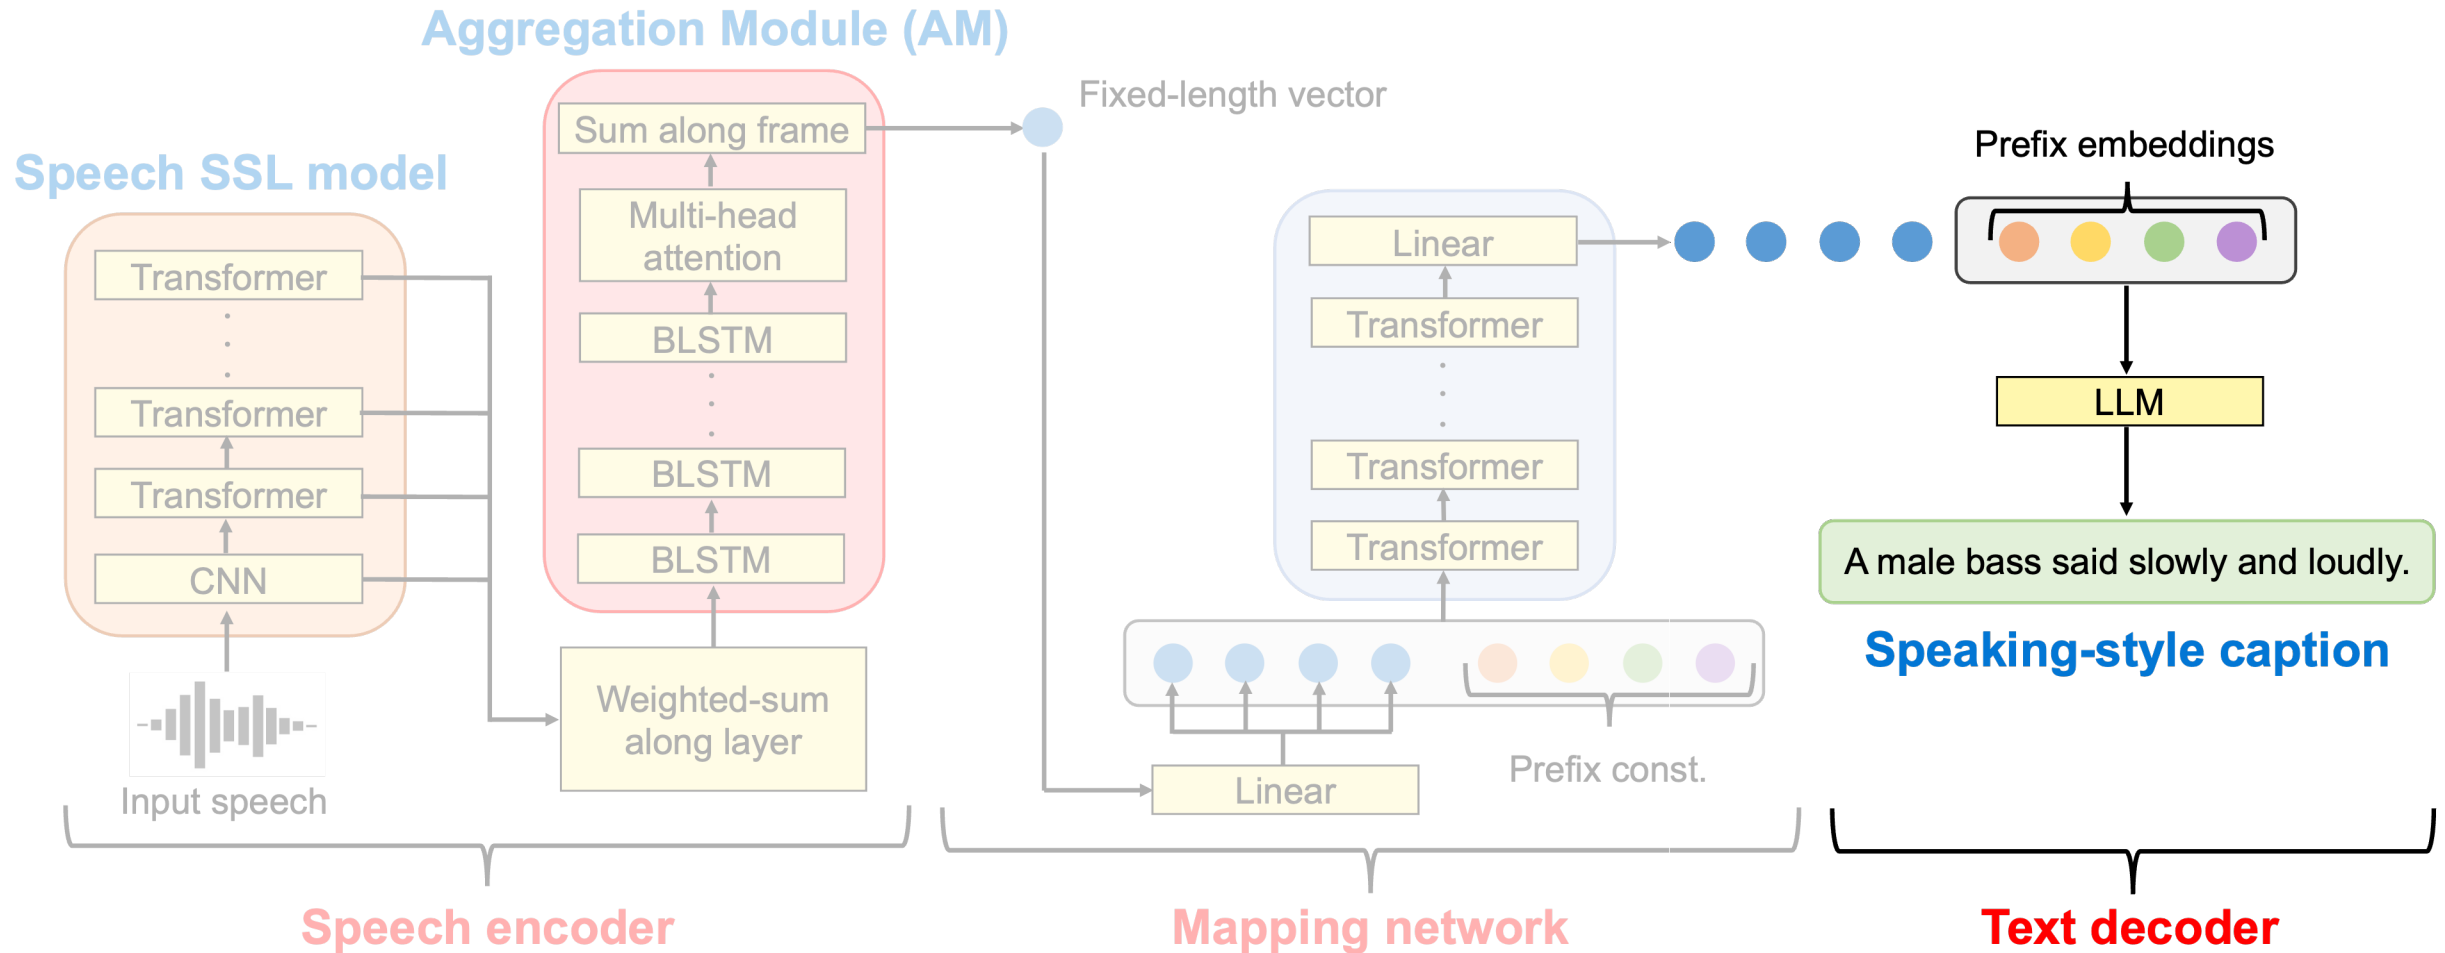 Aggregation Module (AM)
Speech SSL model
Transformer
Transformer
Transformer
CNN
Input speech
Sum along frame
Multi-head
attention
BLSTM
BLSTM
BLSTM
Weighted-sum
along layer
Speech encoder
Fixed-length vector
Linear
Transformer
Transformer
Transformer
Prefix const.
Linear
Mapping network
Prefix embeddings
LLM
A male bass said slowly and loudly.
Speaking-style caption
Text decoder